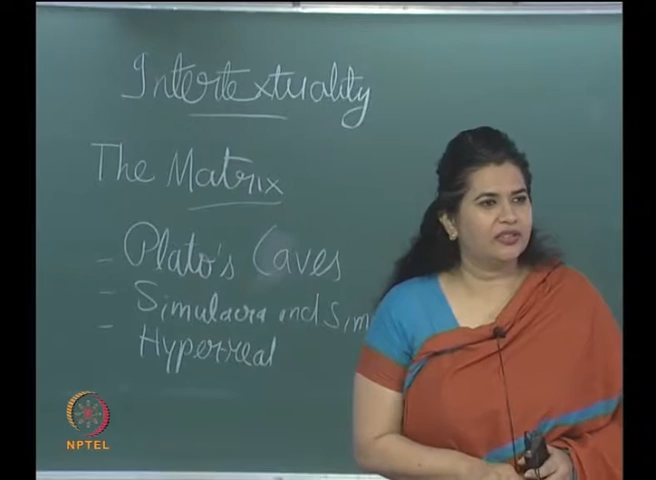 Intertextuality
The Matrix
- Plato's Caves
- Simulacra and Sim
- Hyperreal
NPTEL